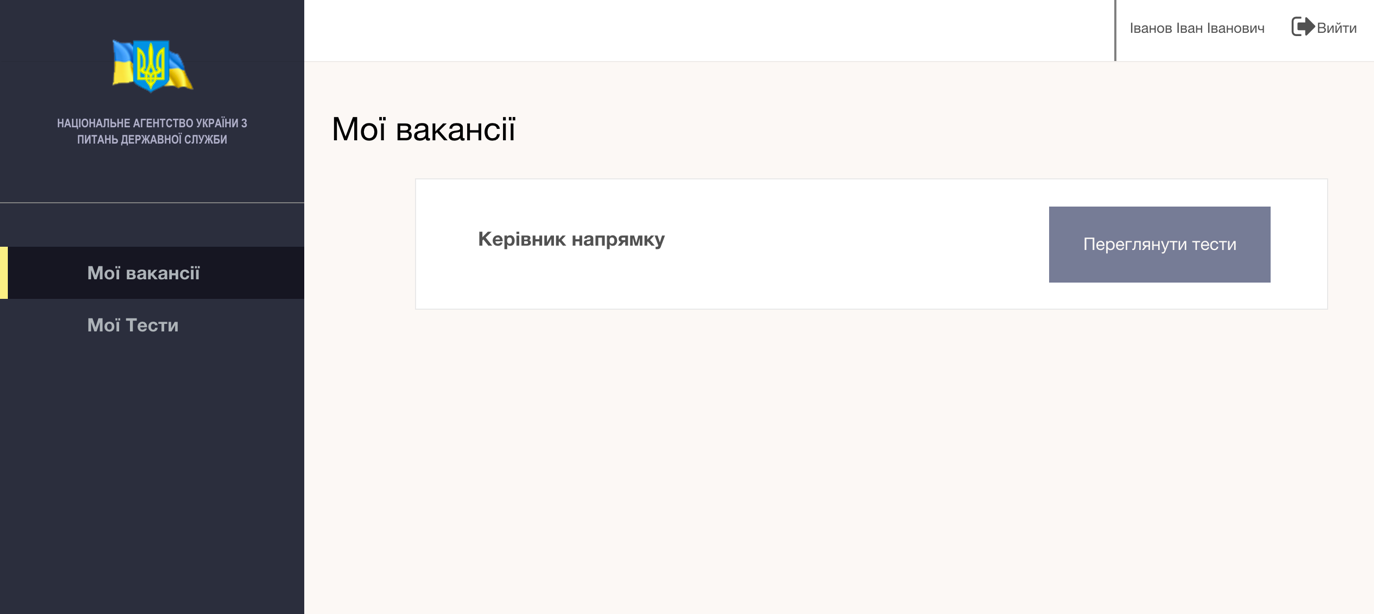 НАЦІОНАЛЬНЕ АГЕНТСТВО УКРАЇНИ З
ПИТАНЬ ДЕРЖАВНОЇ СЛУЖБИ
Мої вакансії
Мої Тести
Іванов Іван Іванович
Вийти
Мої вакансії
Керівник напрямку
Переглянути тести